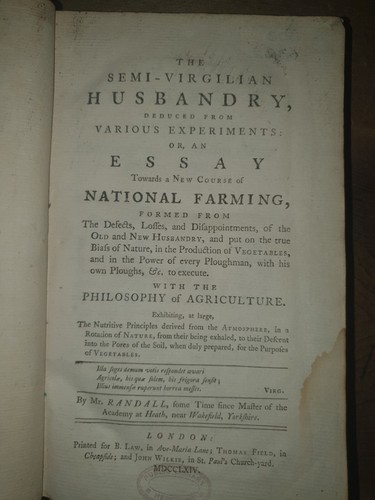 THE
SEMI-VIRGILIAN
HUSBANDRY,
DEDUCED FROM
VARIOUS EXPERIMENTS:
OR, AN
ESSAY
Towards a NEW COURSE of
NATIONAL FARMING,
FORMED FROM
The Defects, Losses, and Disappointments, of the
OLD and NEW HUSBANDRY, and put on the true
Biass of Nature, in the Production of VEGETABLES,
and in the Power of every Ploughman, with his
own Ploughs, &c. to execute.
WITH THE
PHILOSOPHY OF AGRICULTURE.
Exhibiting, at large,
The Nutritive Principles derived from the ATMOSPHERE, in a
Rotation of NATURE, from their being exhaled, to their Descent
into the Pores of the Soil, when duly prepared, for the Purposes
of VEGETABLES.
Illa seges demum votis respondet avari
Agricolæ, bis quæ solem, bis frigora sensit;
Illius immensæ ruperunt horrea messes.
VIRG.
By Mr. RANDALL, some Time since Master of the
Academy at Heath, near Wakefield, Yorkshire.
LONDON:
Printed for B. LAW, in Ave-Maria-Lane; THOMAS FIELD, in
Cheapside; and JOHN WILKIE, in St. Paul's Church-yard.
MDCCLXIV.